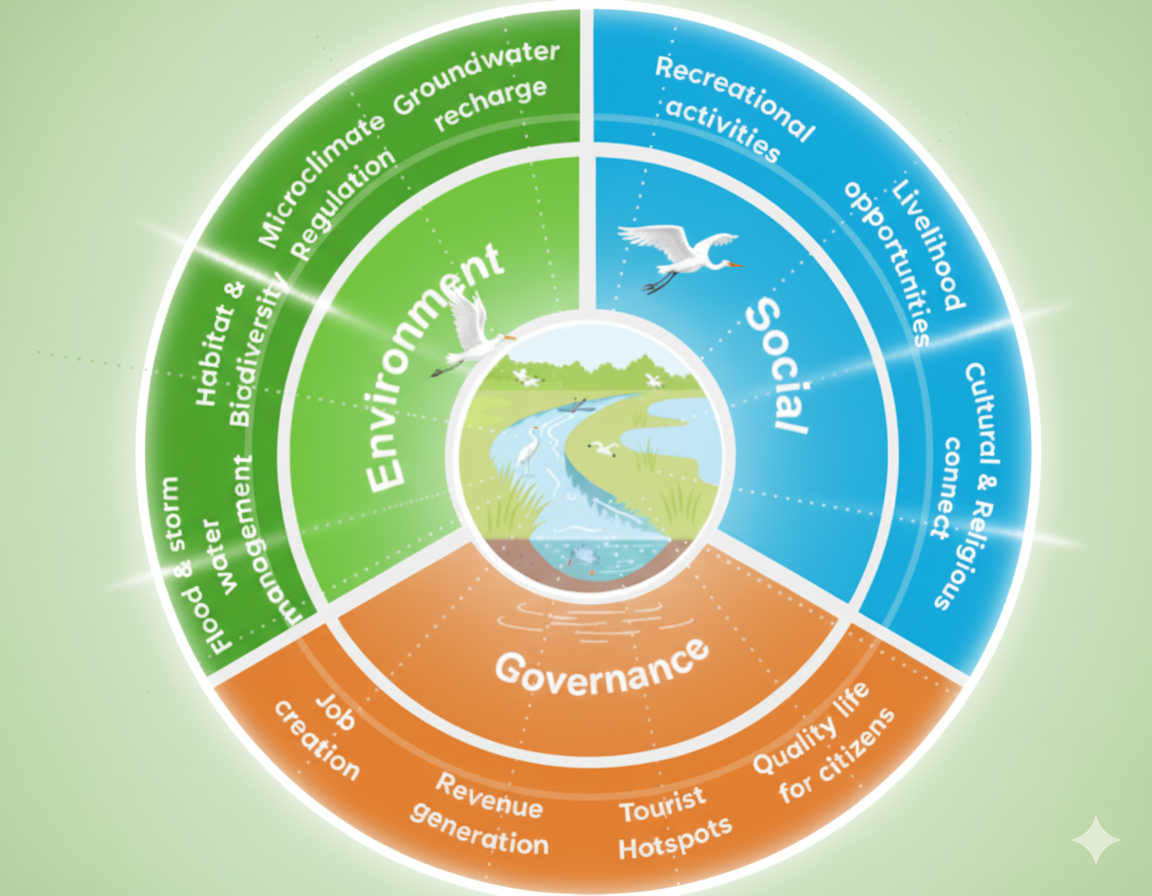 Groundwater
recharge
Microclimate
Regulation
Habitat &
Biodiversity
Flood & storm
water
management
Environment
Recreational
activities
Livelihood
opportunities
Cultural & Religious
connect
Social
Governance
Job
creation
Revenue
generation
Tourist
Hotspots
Quality life
for citizens